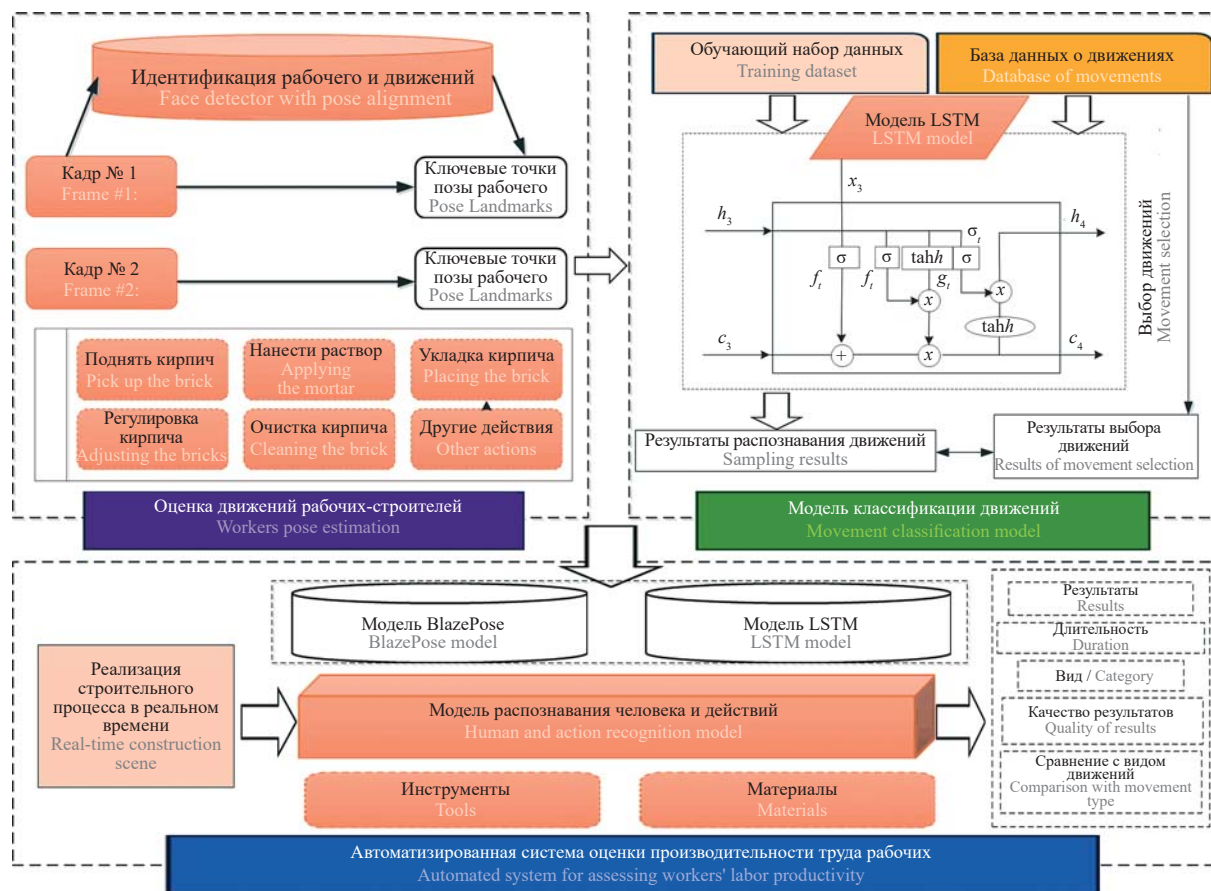 Идентификация рабочего и движений
Face detector with pose alignment
Кадр № 1
Frame #1:
Ключевые точки
позы рабочего
Pose Landmarks
Кадр № 2
Frame #2:
Ключевые точки
позы рабочего
Pose Landmarks
Поднять кирпич
Pick up the brick
Нанести раствор
Applying
the mortar
Укладка кирпича
Placing the brick
Регулировка
кирпича
Adjusting the bricks
Очистка кирпича
Cleaning the brick
Другие действия
Other actions
Оценка движений рабочих-строителей
Workers pose estimation
Обучающий набор данных
Training dataset
База данных о движениях
Database of movements
Модель LSTM
LSTM model
x₃
h₃
h₄
σₜ
σ
σ
tahh
σ
fₜ
fₜ
gₜ
x
x
tahh
c₃
c₄
+
x
Выбор движений
Movement selection
Результаты распознавания движений
Sampling results
Результаты выбора
движений
Results of movement selection
Модель классификации движений
Movement classification model
Модель BlazePose
BlazePose model
Модель LSTM
LSTM model
Реализация
строительного
процесса в реальном
времени
Real-time construction
scene
Модель распознавания человека и действий
Human and action recognition model
Инструменты
Tools
Материалы
Materials
Результаты
Results
Длительность
Duration
Вид / Category
Качество результатов
Quality of results
Сравнение с видом
движений
Comparison with movement
type
Автоматизированная система оценки производительности труда рабочих
Automated system for assessing workers' labor productivity